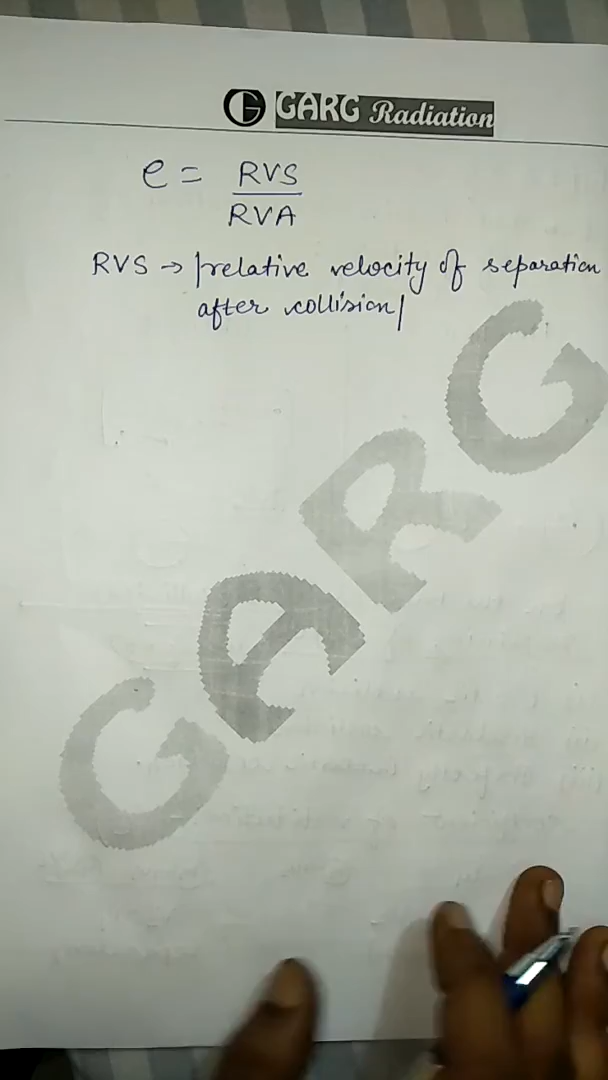 G GARG Radiation
e = RVS
RVA
RVS → |relative velocity of separation
after collision|
GARG